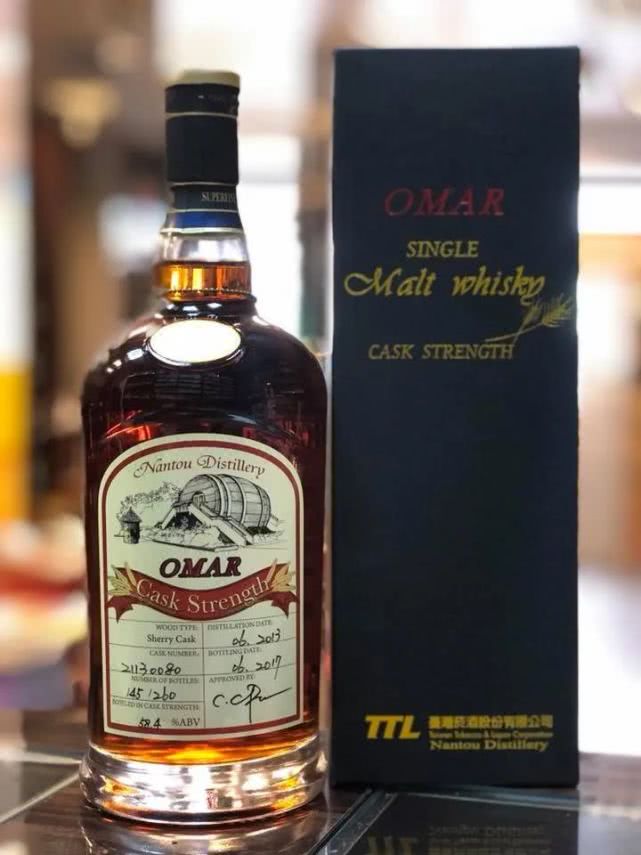 Nantou Distillery
OMAR
Cask Strength
WOOD TYPE:
Sherry Cask
DISTILLATION DATE:
06. 2013
CASK NUMBER:
21130080
BOTTLING DATE:
06. 2017
NUMBER OF BOTTLES:
145/260
APPROVED BY:
BOTTLED IN CASK STRENGTH:
58.4 %ABV
OMAR
SINGLE
Malt whisky
CASK STRENGTH
TTL 臺灣菸酒股份有限公司
Taiwan Tobacco & Liquor Corporation
Nantou Distillery